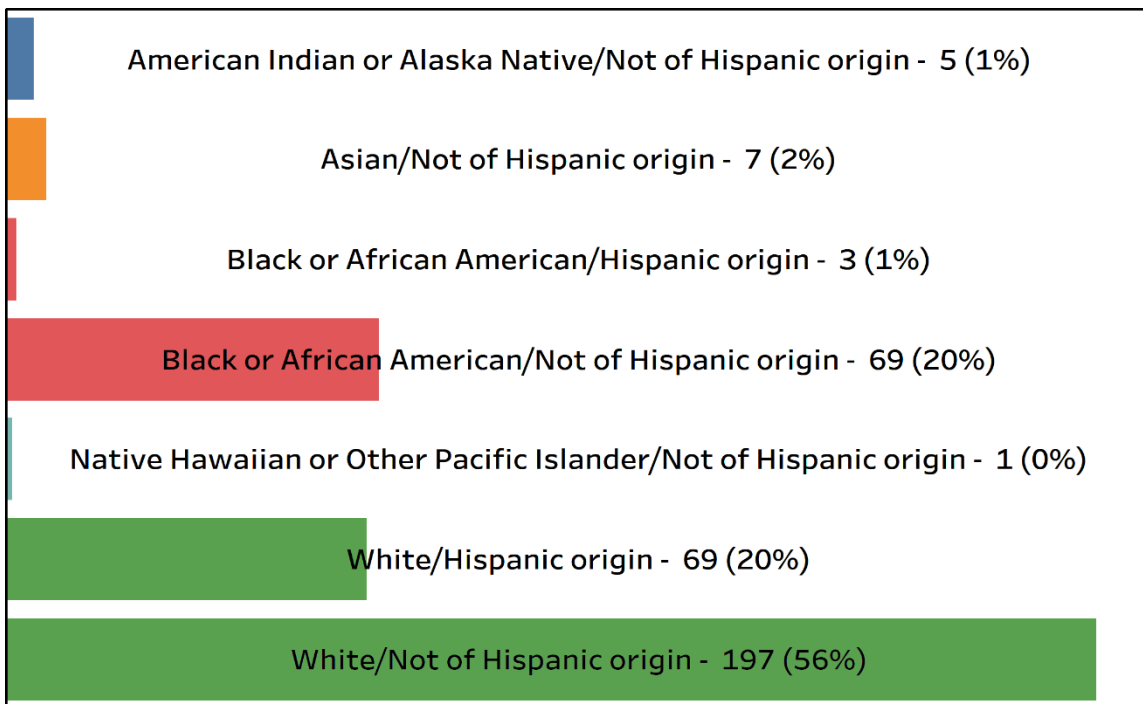 American Indian or Alaska Native/Not of Hispanic origin - 5 (1%)
Asian/Not of Hispanic origin - 7 (2%)
Black or African American/Hispanic origin - 3 (1%)
Black or African American/Not of Hispanic origin - 69 (20%)
Native Hawaiian or Other Pacific Islander/Not of Hispanic origin - 1 (0%)
White/Hispanic origin - 69 (20%)
White/Not of Hispanic origin - 197 (56%)